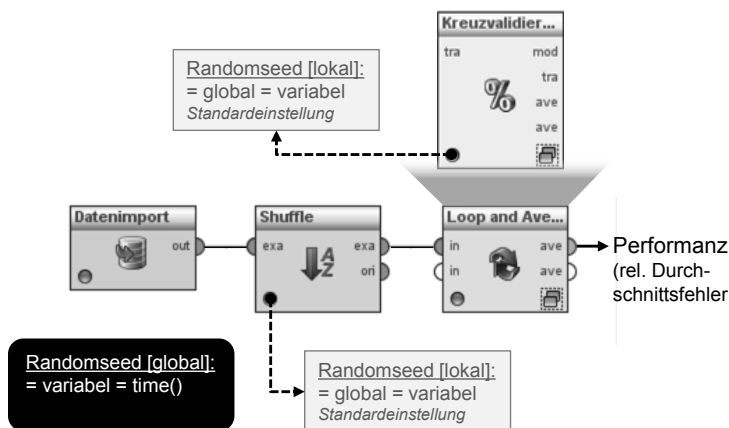 Kreuzvalidier...
tra
mod
tra
ave
ave
Randomseed [lokal]:
= global = variabel
Standardeinstellung
Datenimport
out
Shuffle
exa
exa
ori
Loop and Ave...
in
ave
in
ave
Performanz
(rel. Durch-
schnittsfehler
Randomseed [global]:
= variabel = time()
Randomseed [lokal]:
= global = variabel
Standardeinstellung